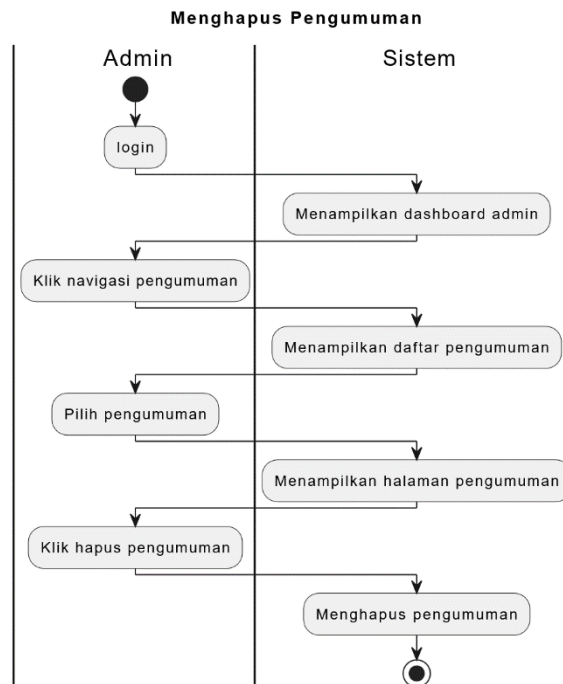 Menghapus Pengumuman
Admin
Sistem
login
Menampilkan dashboard admin
Klik navigasi pengumuman
Menampilkan daftar pengumuman
Pilih pengumuman
Menampilkan halaman pengumuman
Klik hapus pengumuman
Menghapus pengumuman